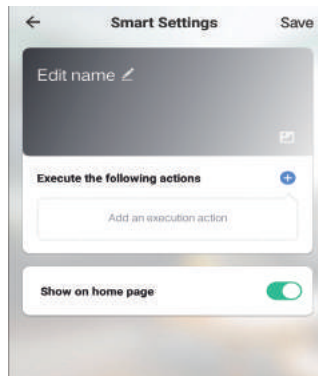 Smart Settings Save
Edit name
Execute the following actions
Add an execution action
Show on home page